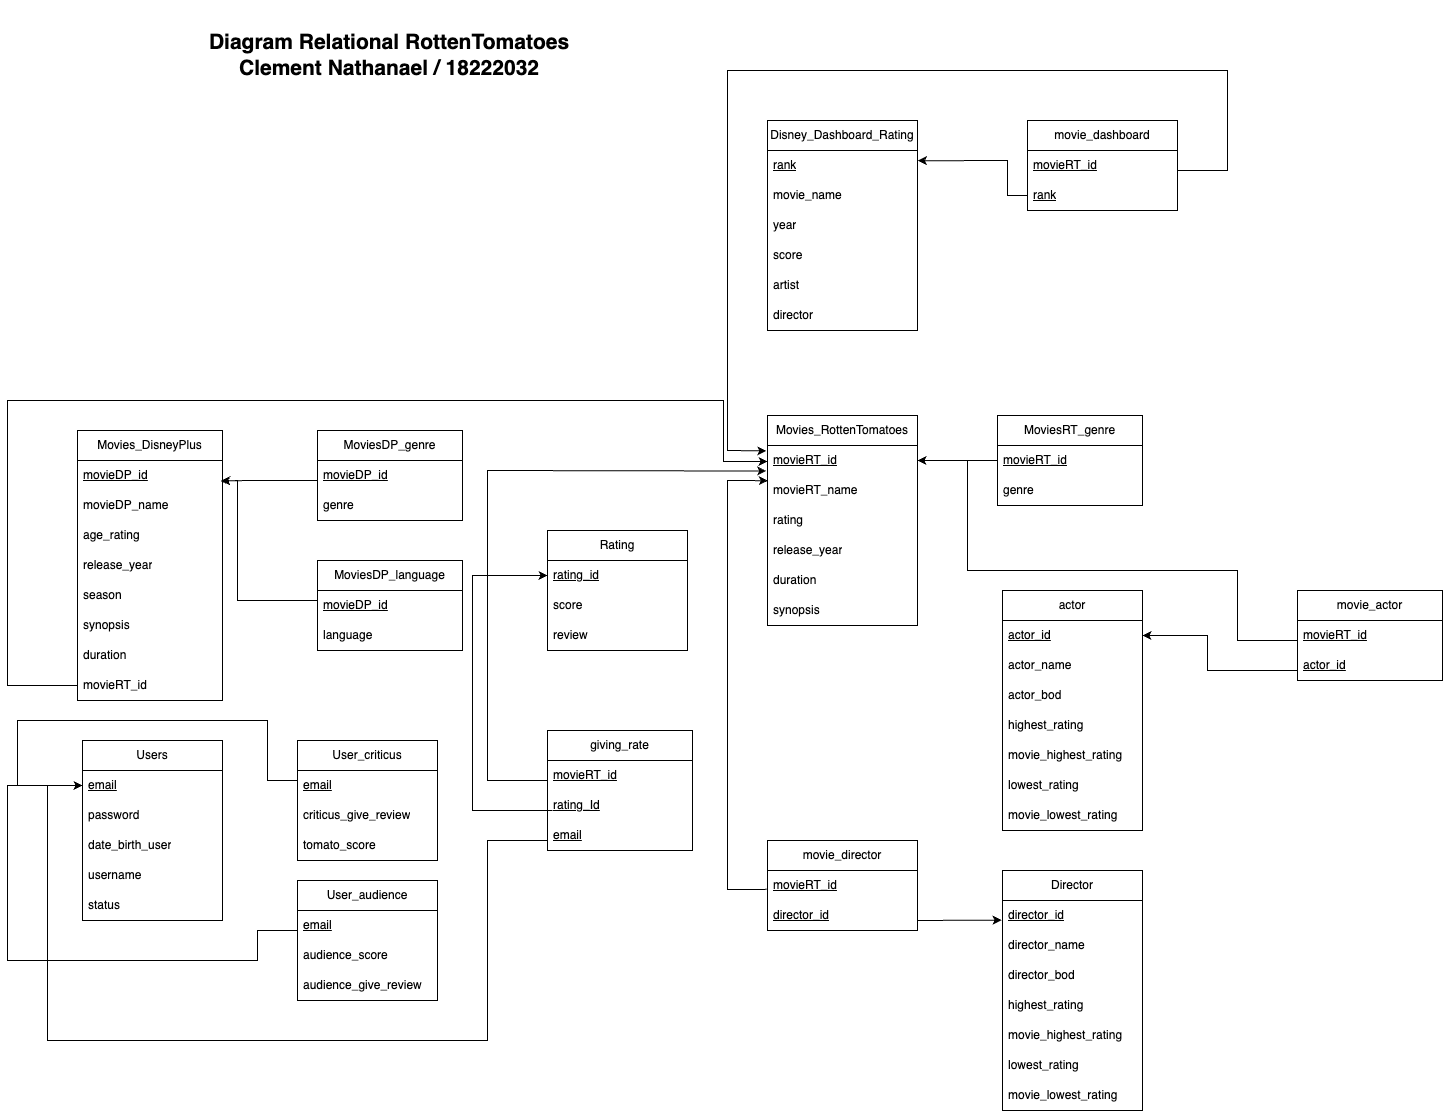 Diagram Relational RottenTomatoes
Clement Nathanael / 18222032
Disney_Dashboard_Rating
rank
movie_name
year
score
artist
director
movie_dashboard
movieRT_id
rank
Movies_DisneyPlus
movieDP_id
movieDP_name
age_rating
release_year
season
synopsis
duration
movieRT_id
MoviesDP_genre
movieDP_id
genre
MoviesDP_language
movieDP_id
language
Rating
rating_id
score
review
Movies_RottenTomatoes
movieRT_id
movieRT_name
rating
release_year
duration
synopsis
MoviesRT_genre
movieRT_id
genre
actor
actor_id
actor_name
actor_bod
highest_rating
movie_highest_rating
lowest_rating
movie_lowest_rating
movie_actor
movieRT_id
actor_id
Users
email
password
date_birth_user
username
status
User_criticus
email
criticus_give_review
tomato_score
User_audience
email
audience_score
audience_give_review
giving_rate
movieRT_id
rating_Id
email
movie_director
movieRT_id
director_id
Director
director_id
director_name
director_bod
highest_rating
movie_highest_rating
lowest_rating
movie_lowest_rating